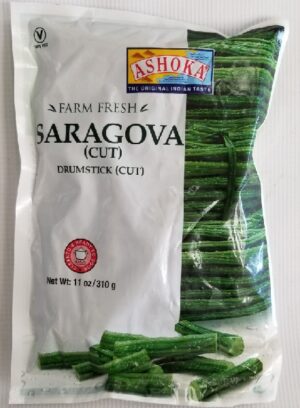 ASHOKA
THE ORIGINAL INDIAN TASTE
FARM FRESH
SARAGOVA
(CUT)
DRUMSTICK (CUT)
Net Wt: 11 oz/310 g